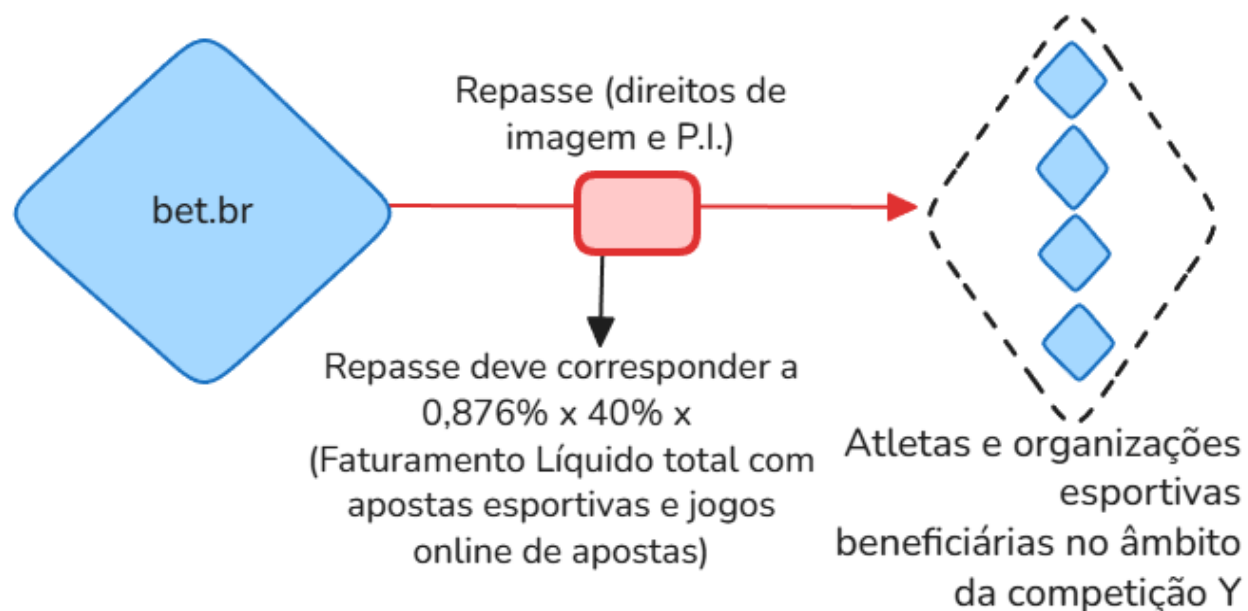 bet.br
Repasse (direitos de
imagem e P.I.)
Repasse deve corresponder a
0,876% x 40% x
(Faturamento Líquido total com
apostas esportivas e jogos
online de apostas)
Atletas e organizações
esportivas
beneficiárias no âmbito
da competição Y